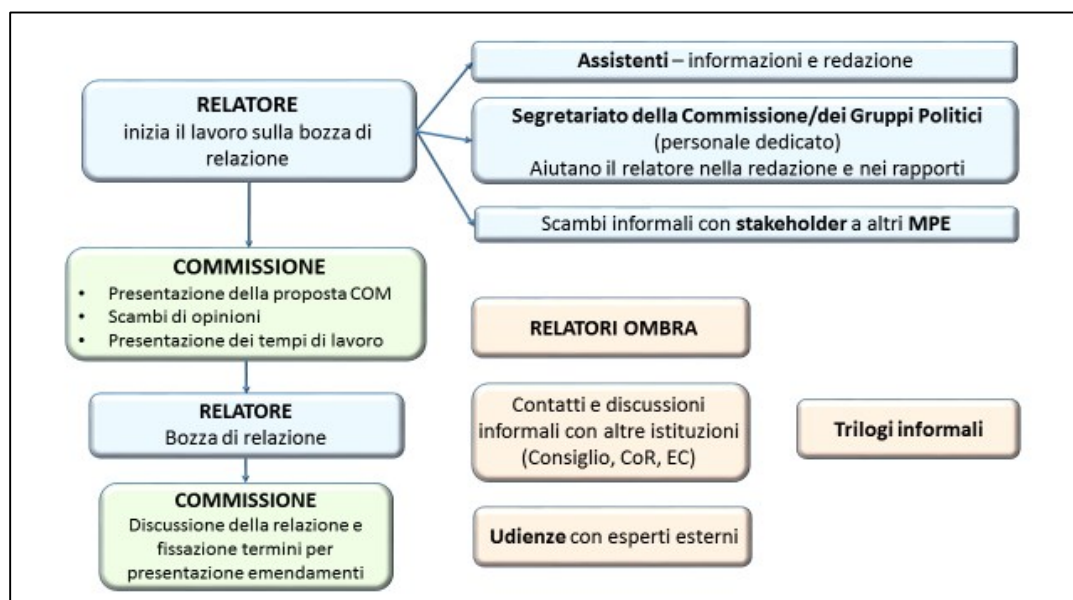 RELATORE
inizia il lavoro sulla bozza di
relazione
Assistenti – informazioni e redazione
Segretariato della Commissione/dei Gruppi Politici
(personale dedicato)
Aiutano il relatore nella redazione e nei rapporti
Scambi informali con stakeholder a altri MPE
COMMISSIONE
• Presentazione della proposta COM
• Scambi di opinioni
• Presentazione dei tempi di lavoro
RELATORI OMBRA
RELATORE
Bozza di relazione
Contatti e discussioni
informali con altre istituzioni
(Consiglio, CoR, EC)
Trilogi informali
COMMISSIONE
Discussione della relazione e
fissazione termini per
presentazione emendamenti
Udienze con esperti esterni